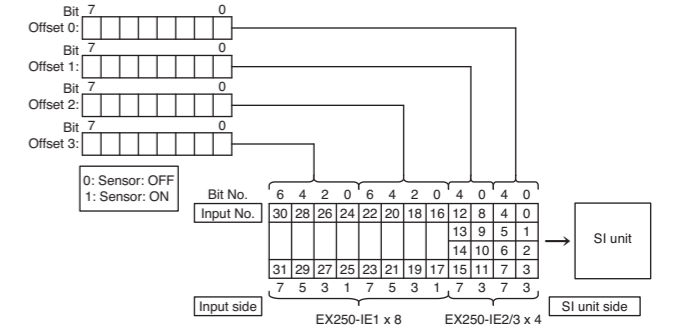 Bit 7 0
Offset 0:
Bit 7 0
Offset 1:
Bit 7 0
Offset 2:
Bit 7 0
Offset 3:
0: Sensor: OFF
1: Sensor: ON
Bit No. 6 4 2 0 6 4 2 0 4 0 4 0
Input No. 30 28 26 24 22 20 18 16 12 8 4 0
13 9 5 1
14 10 6 2
31 29 27 25 23 21 19 17 15 11 7 3
7 5 3 1 7 5 3 1 7 3 7 3
SI unit
Input side
EX250-IE1 x 8
EX250-IE2/3 x 4
SI unit side